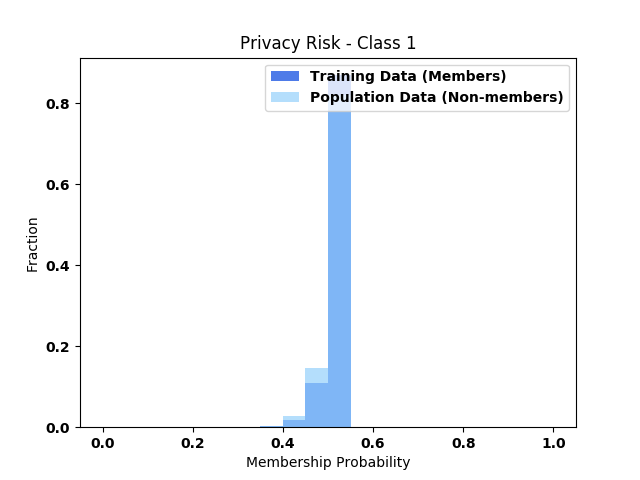 Privacy Risk - Class 1
Training Data (Members)
Population Data (Non-members)
0.8
0.6
0.4
0.2
0.0
Fraction
0.0 0.2 0.4 0.6 0.8 1.0
Membership Probability